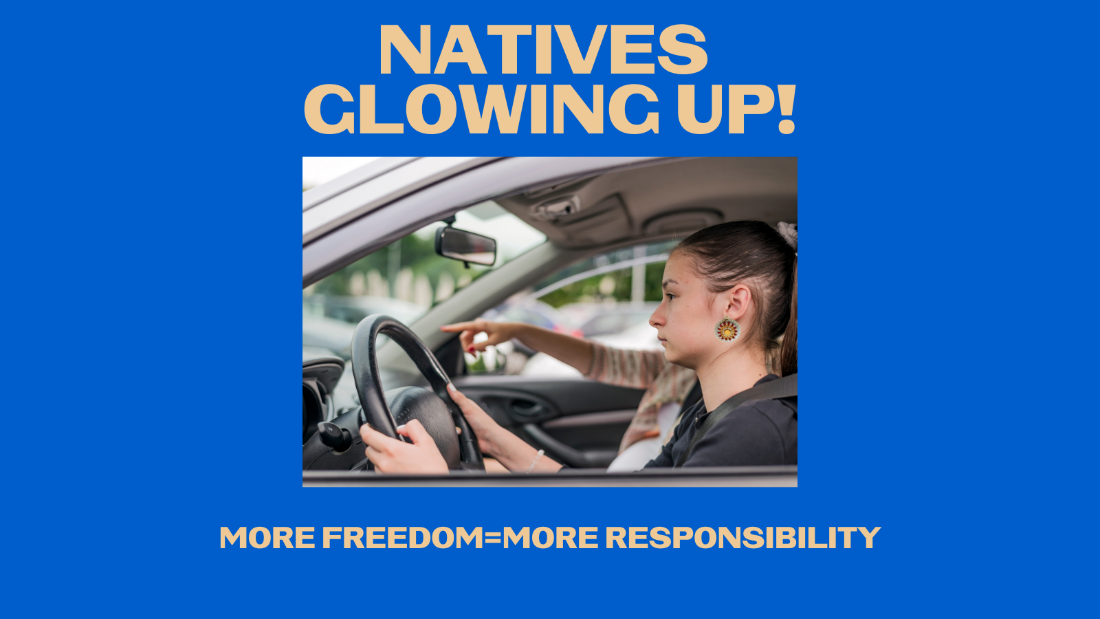 NATIVES
GLOWING UP!
MORE FREEDOM=MORE RESPONSIBILITY